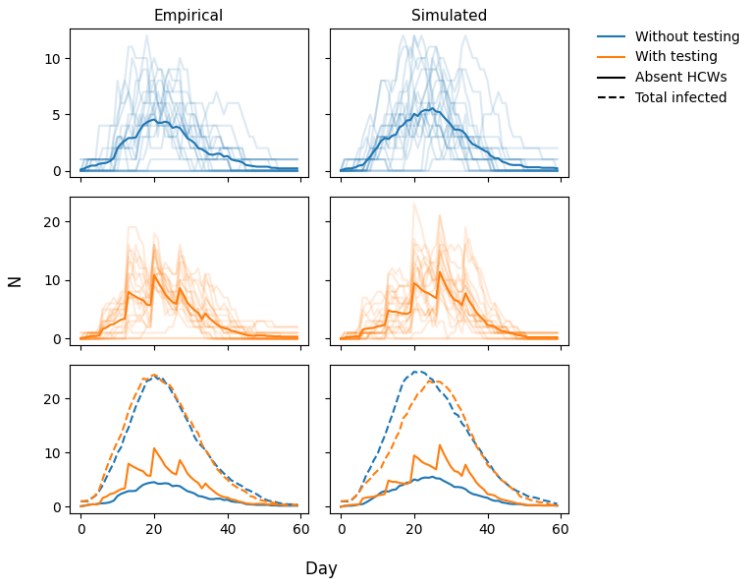 Empirical
Simulated
Without testing
With testing
Absent HCWs
Total infected
10
5
0
20
10
0
N
20
10
0
0
20
40
60
0
20
40
60
Day